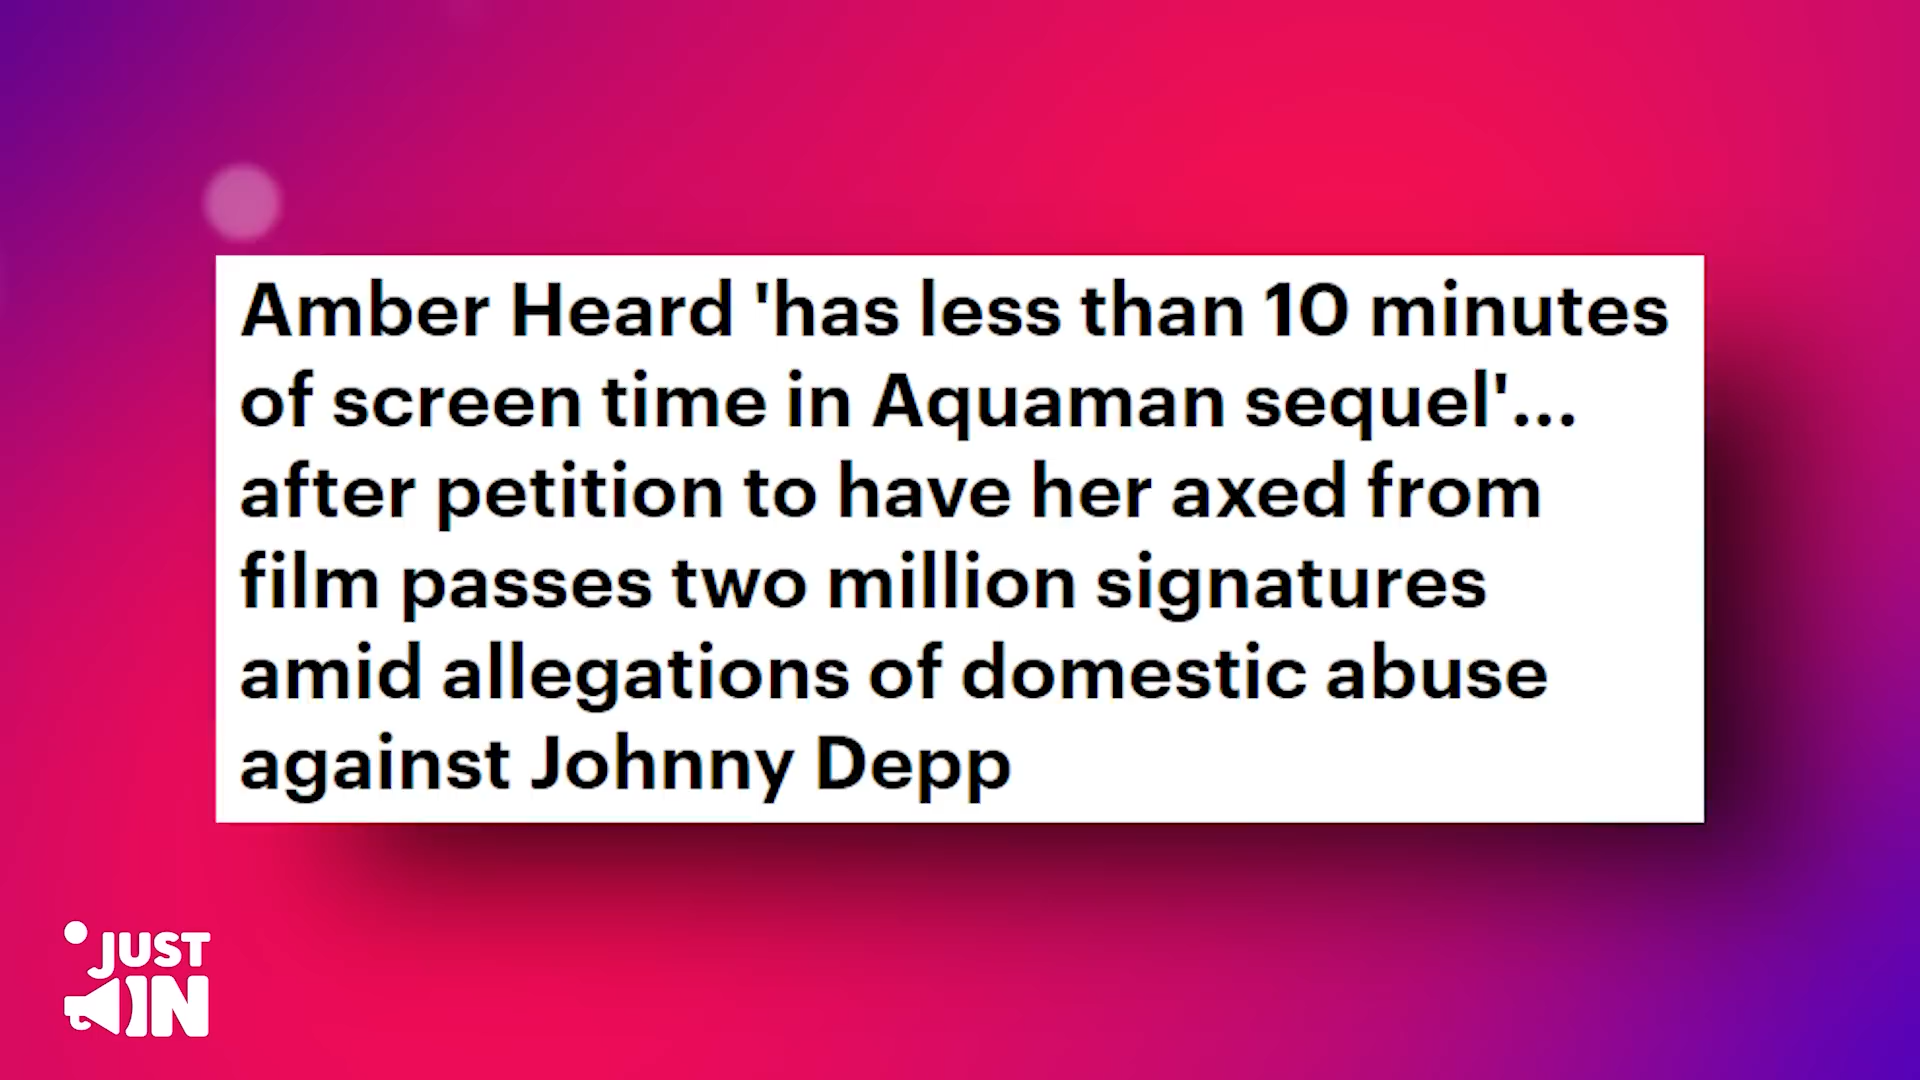 Amber Heard 'has less than 10 minutes
of screen time in Aquaman sequel'...
after petition to have her axed from
film passes two million signatures
amid allegations of domestic abuse
against Johnny Depp
JUST
IN